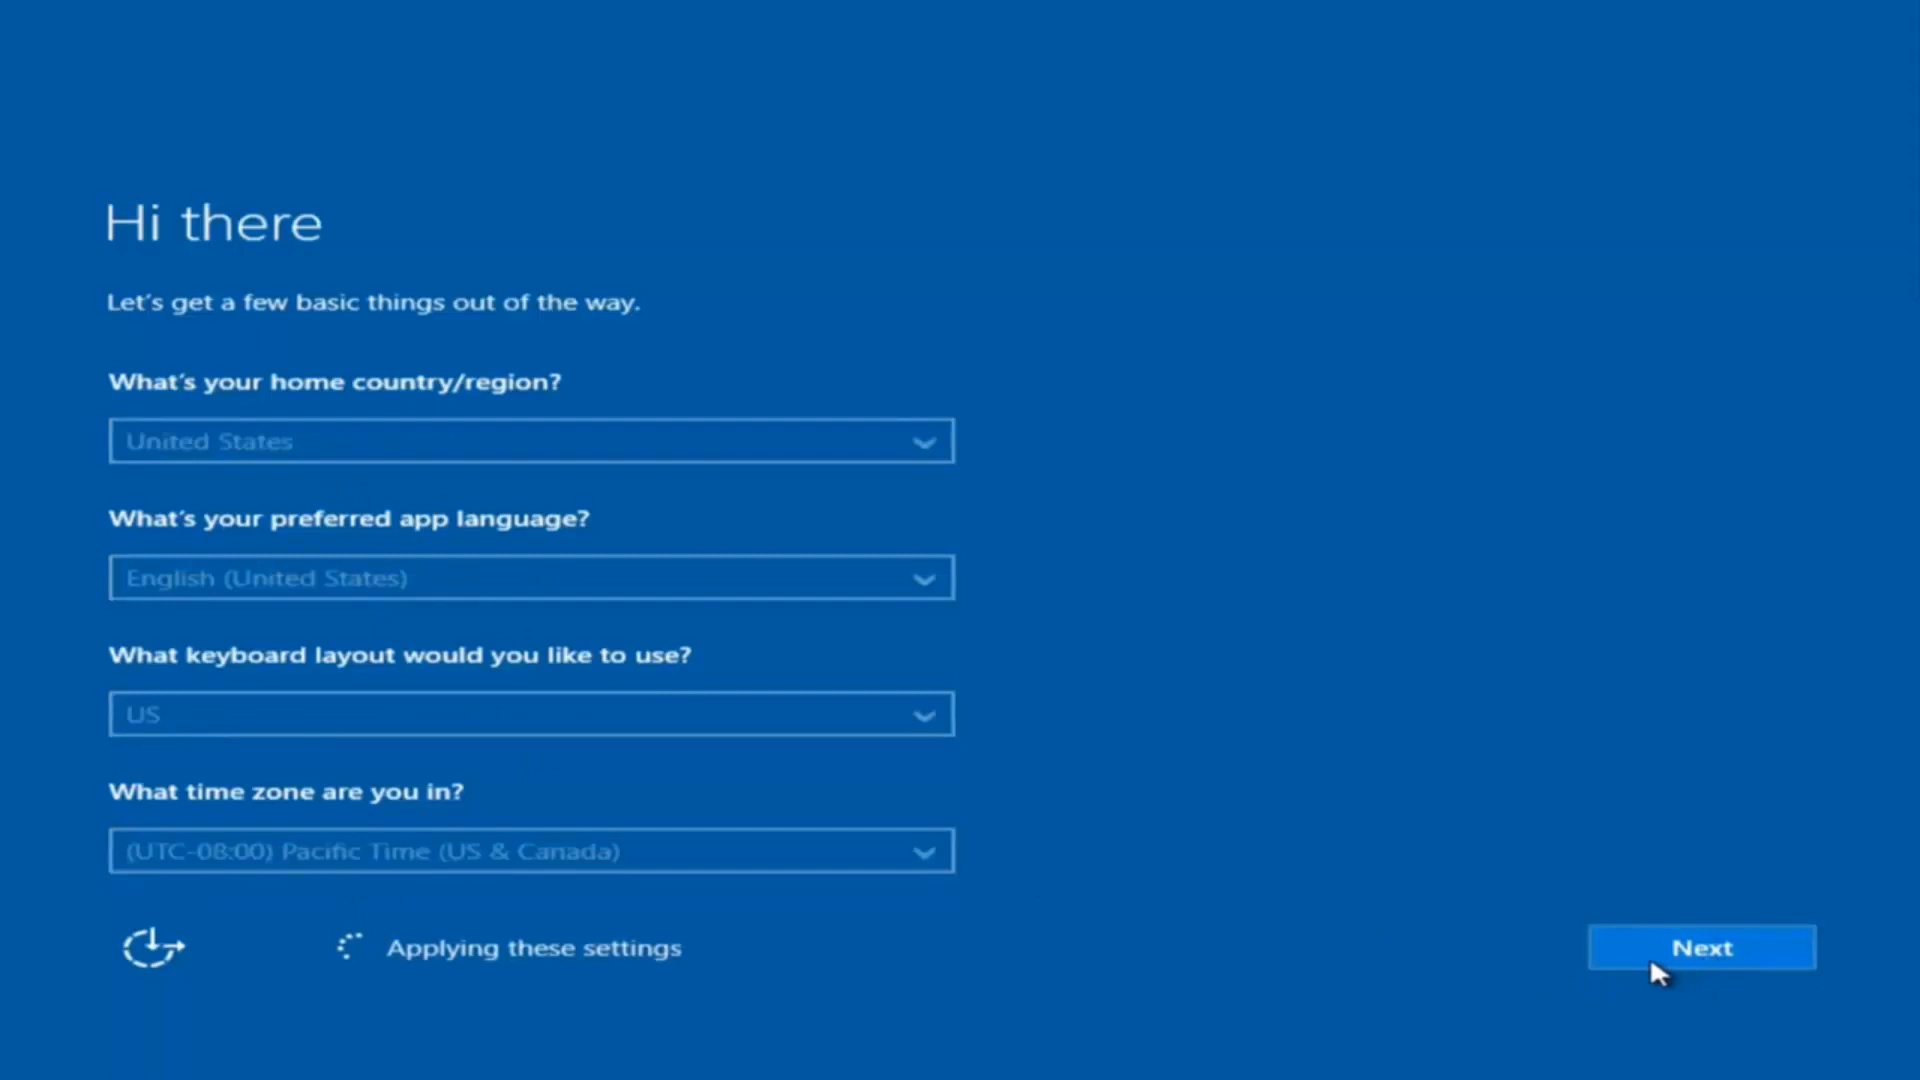 Hi there
Let's get a few basic things out of the way.
What's your home country/region?
United States
What's your preferred app language?
English (United States)
What keyboard layout would you like to use?
US
What time zone are you in?
(UTC-08:00) Pacific Time (US & Canada)
Applying these settings
Next